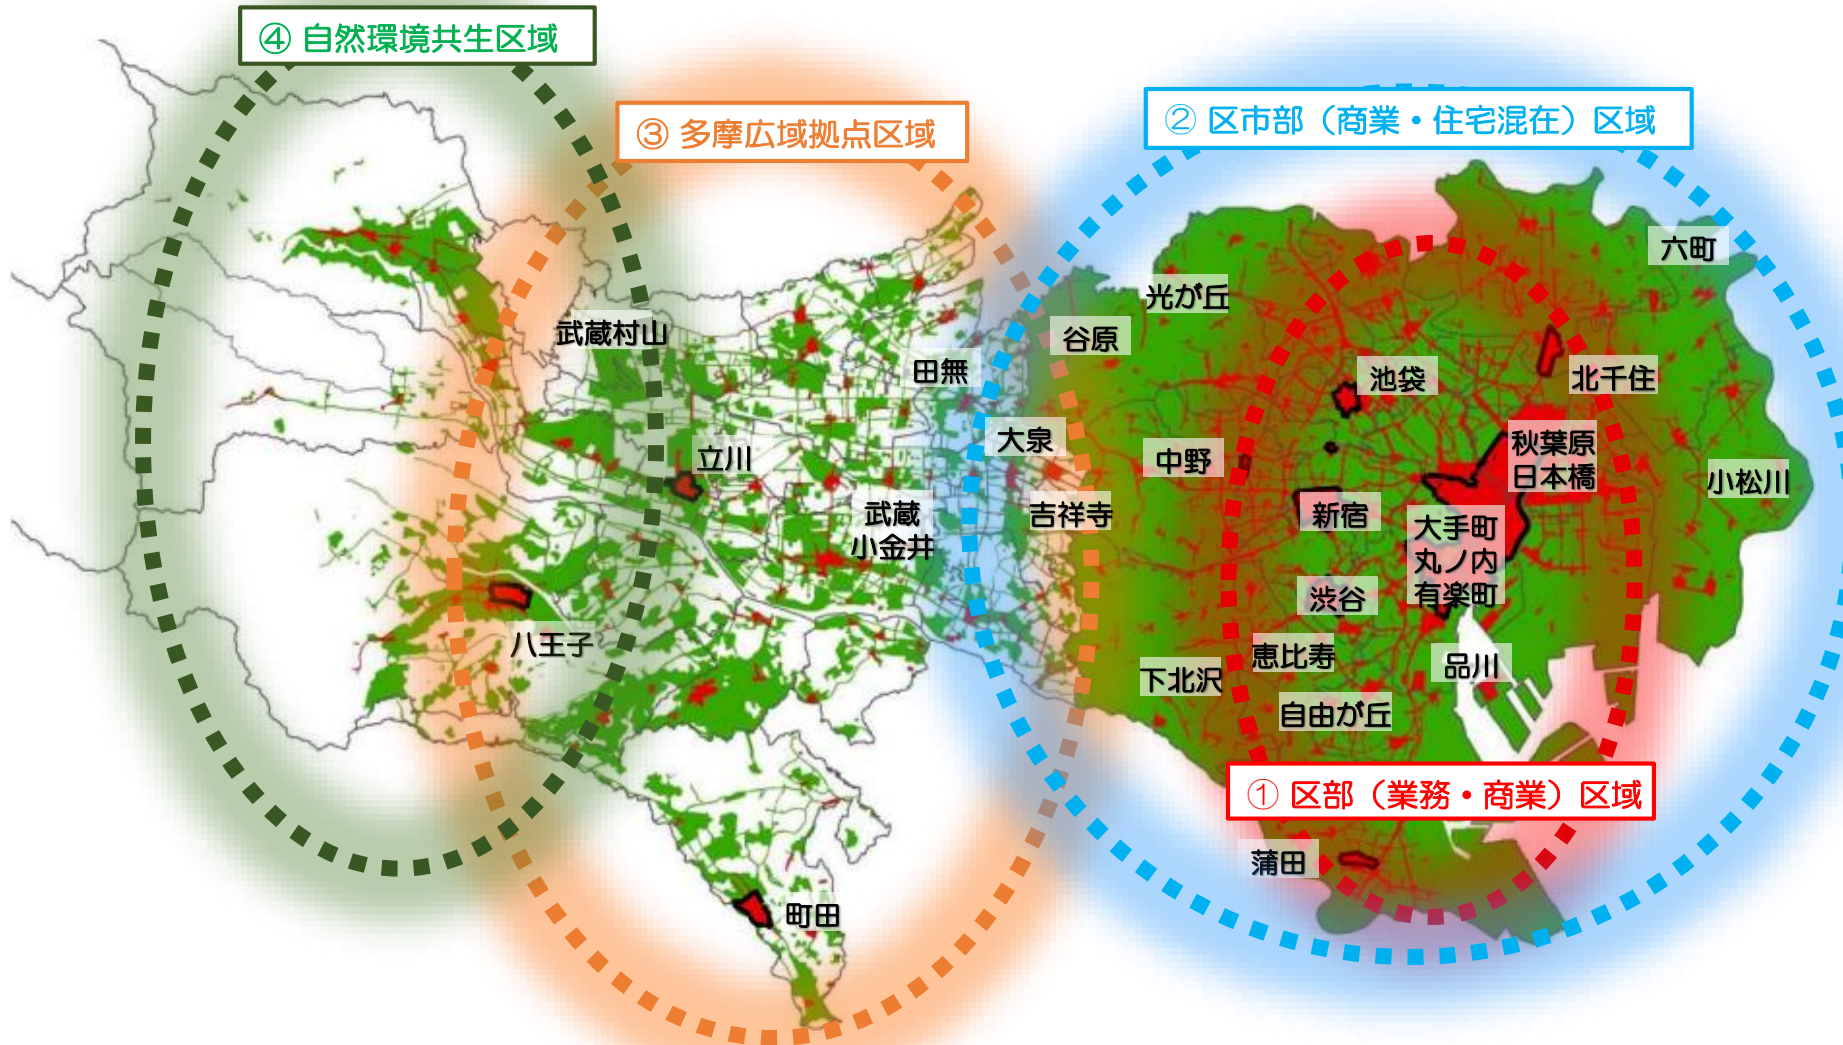 ④ 自然環境共生区域
③ 多摩広域拠点区域
② 区市部（商業・住宅混在）区域
六町
光が丘
武蔵村山
谷原
田無
池袋
北千住
大泉
立川
中野
秋葉原
日本橋
小松川
武蔵
小金井
吉祥寺
新宿
大手町
丸ノ内
有楽町
渋谷
八王子
恵比寿
品川
下北沢
自由が丘
① 区部（業務・商業）区域
蒲田
町田